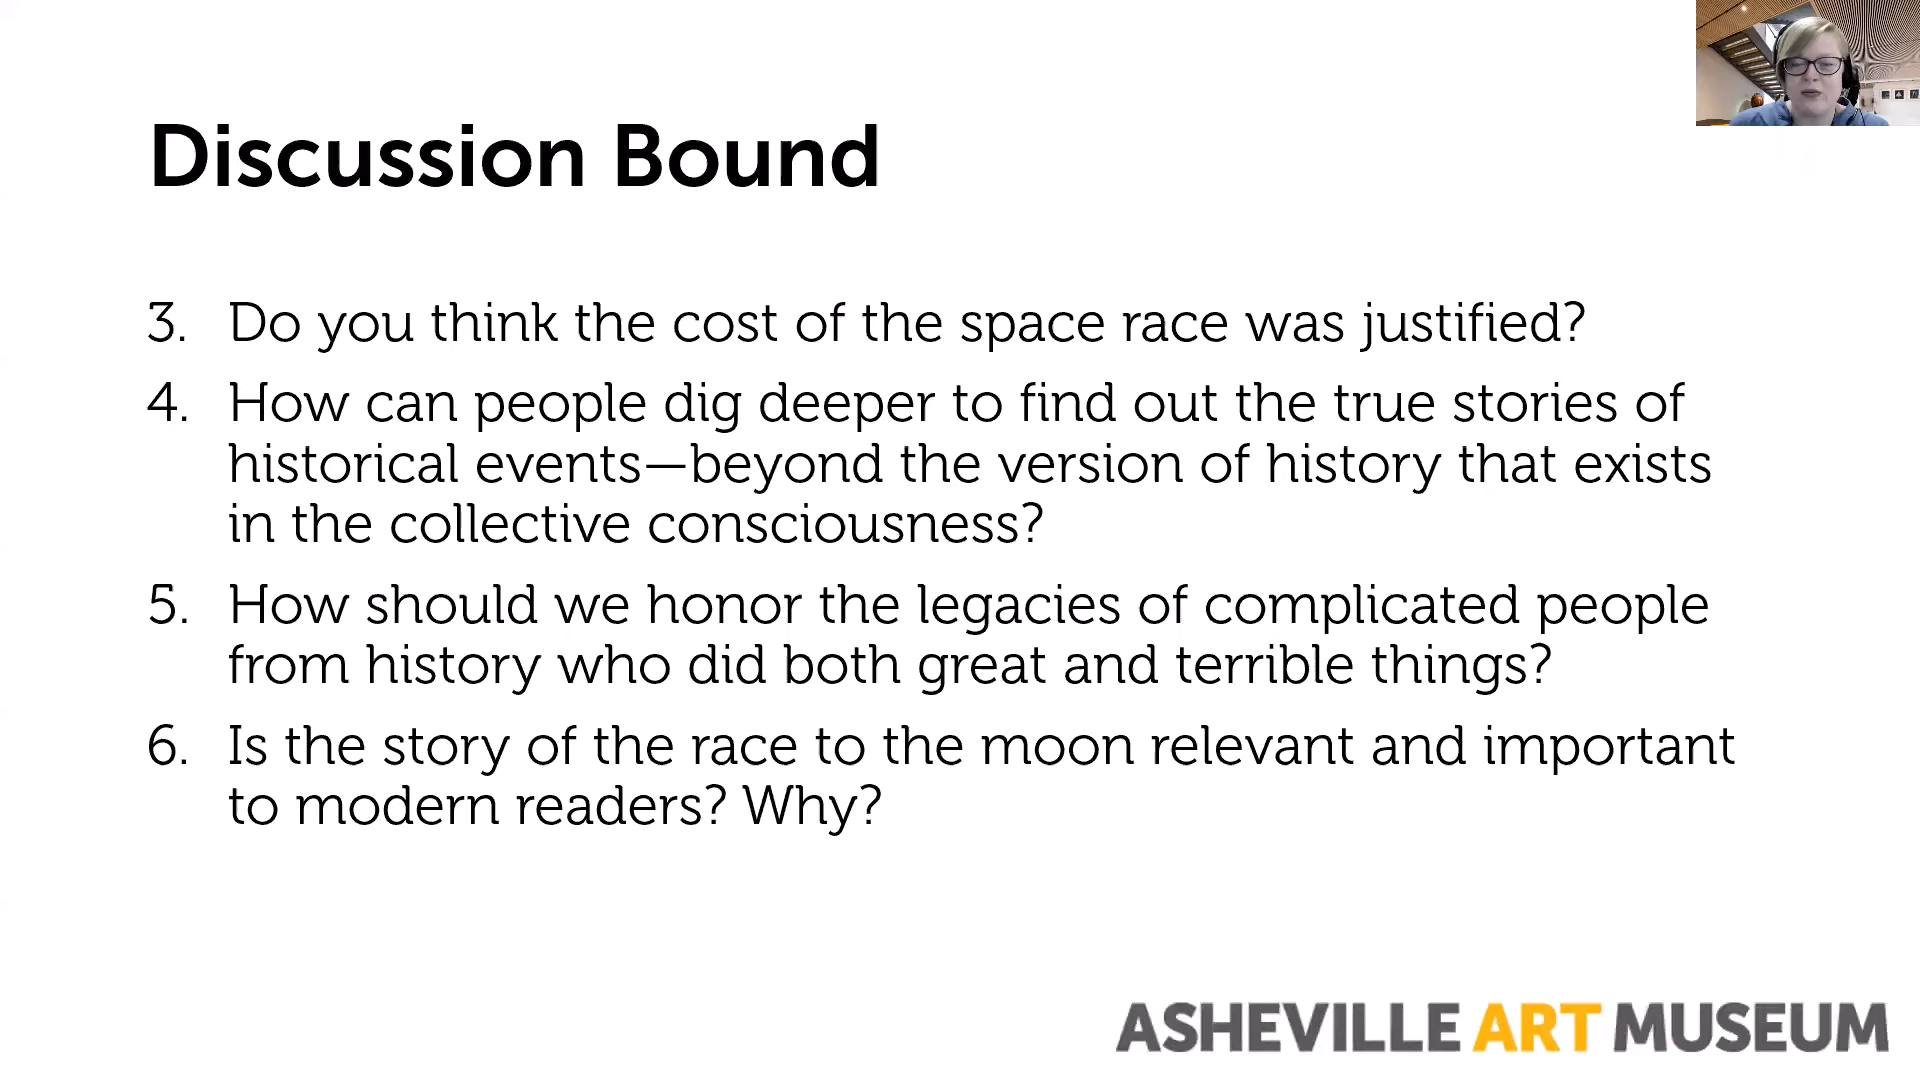 Discussion Bound
3. Do you think the cost of the space race was justified?
4. How can people dig deeper to find out the true stories of
historical events—beyond the version of history that exists
in the collective consciousness?
5. How should we honor the legacies of complicated people
from history who did both great and terrible things?
6. Is the story of the race to the moon relevant and important
to modern readers? Why?
ASHEVILLE ART MUSEUM